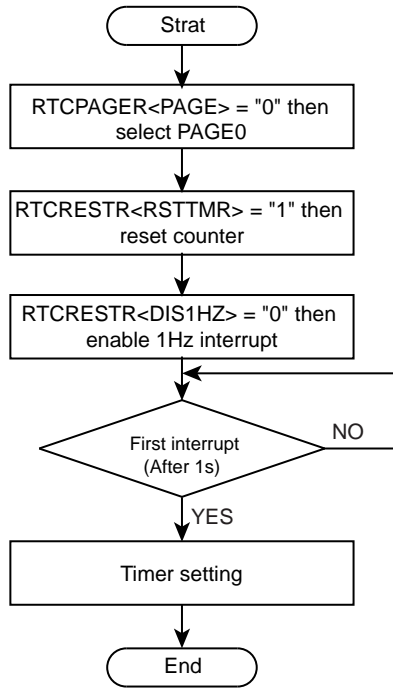 Strat
RTCPAGER<PAGE> = "0" then
select PAGE0
RTCRESTR<RSTTMR> = "1" then
reset counter
RTCRESTR<DIS1HZ> = "0" then
enable 1Hz interrupt
First interrupt
(After 1s)
NO
YES
Timer setting
End